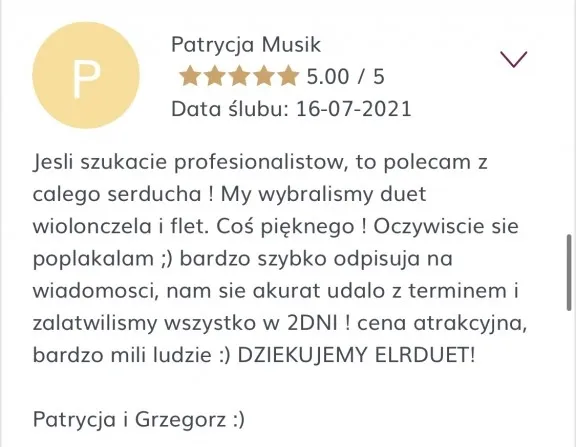 P
Patrycja Musik
★★★★★ 5.00 / 5
Data ślubu: 16-07-2021
Jesli szukacie profesionalistow, to polecam z
calego serducha ! My wybralismy duet
wiolonczela i flet. Coś pięknego ! Oczywiscie sie
poplakalam ;) bardzo szybko odpisuja na
wiadomosci, nam sie akurat udalo z terminem i
zalatwilismy wszystko w 2DNI ! cena atrakcyjna,
bardzo mili ludzie :) DZIEKUJEMY ELRDUET!
Patrycja i Grzegorz :)